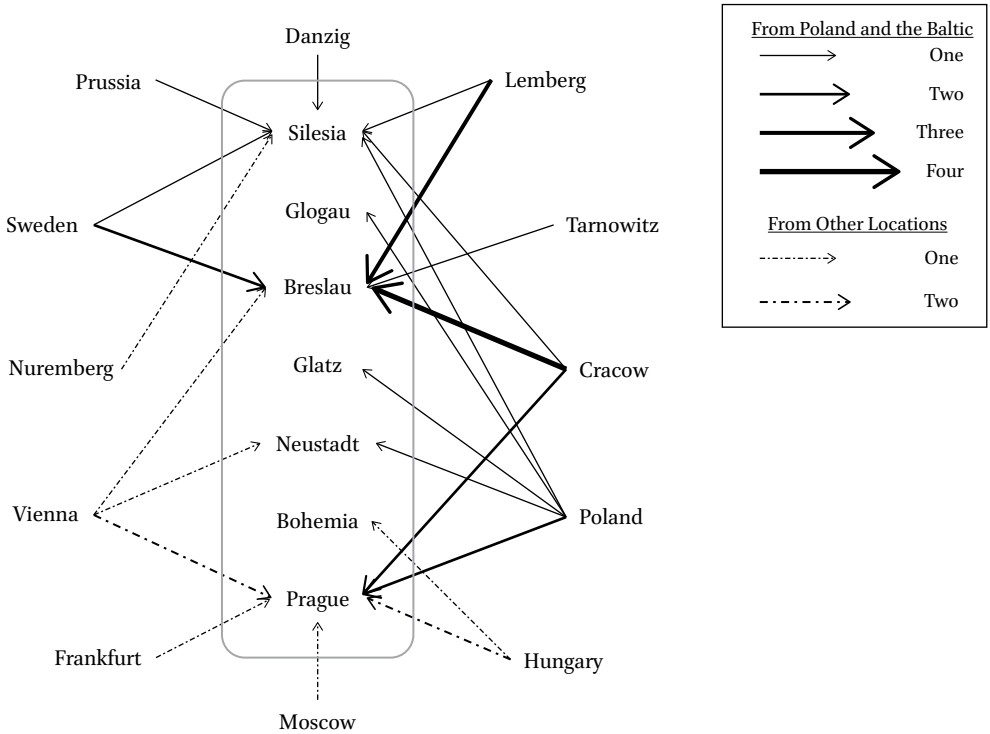 Danzig
Prussia
Lemberg
Silesia
Glogau
Sweden
Tarnowitz
Breslau
Glatz
Nuremberg
Cracow
Neustadt
Vienna
Bohemia
Poland
Prague
Frankfurt
Hungary
Moscow
From Poland and the Baltic
One
Two
Three
Four
From Other Locations
One
Two